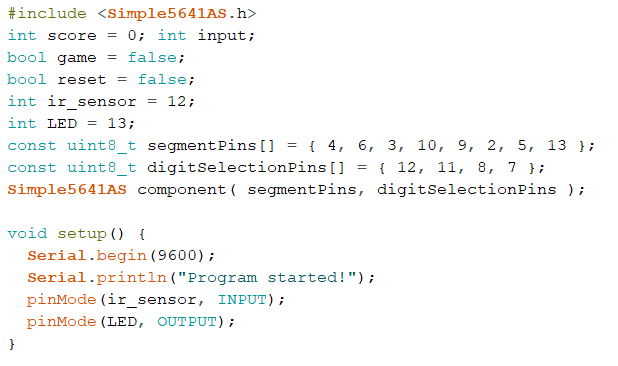 #include <Simple5641AS.h>
int score = 0; int input;
bool game = false;
bool reset = false;
int ir_sensor = 12;
int LED = 13;
const uint8_t segmentPins[] = { 4, 6, 3, 10, 9, 2, 5, 13 };
const uint8_t digitSelectionPins[] = { 12, 11, 8, 7 };
Simple5641AS component( segmentPins, digitSelectionPins );
void setup() {
Serial.begin(9600);
Serial.println("Program started!");
pinMode(ir_sensor, INPUT);
pinMode(LED, OUTPUT);
}